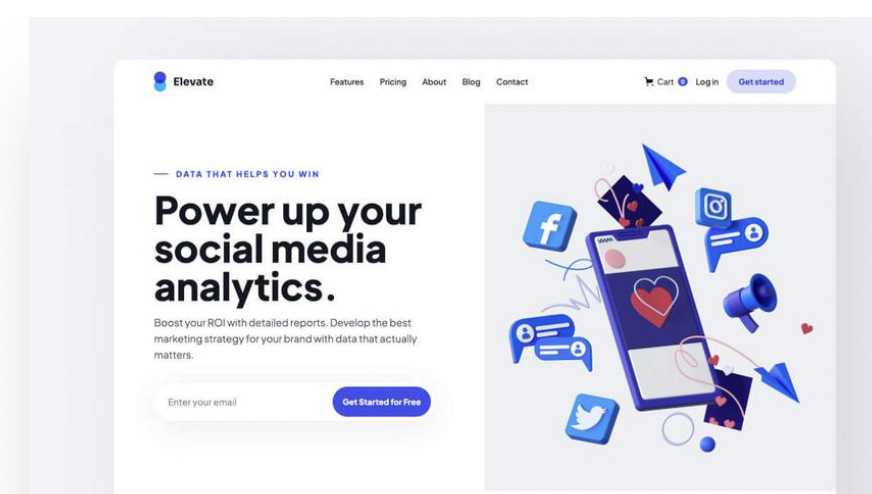 Elevate
Features Pricing About Blog Contact
Cart 0 Log in Get started
DATA THAT HELPS YOU WIN
Power up your
social media
analytics.
Boost your ROI with detailed reports. Develop the best
marketing strategy for your brand with data that actually
matters.
Enter your email Get Started for Free